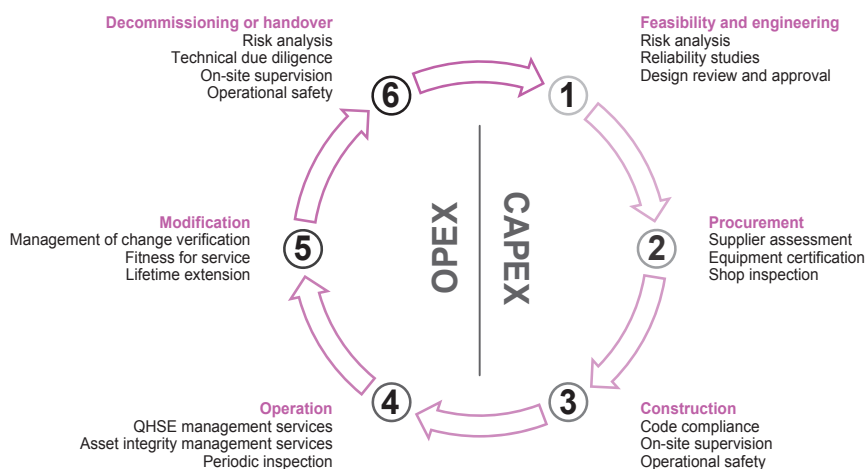 Decommissioning or handover
Risk analysis
Technical due diligence
On-site supervision
Operational safety
6
Feasibility and engineering
Risk analysis
Reliability studies
Design review and approval
1
Modification
Management of change verification
Fitness for service
Lifetime extension
5
OPEX
CAPEX
2
Procurement
Supplier assessment
Equipment certification
Shop inspection
Operation
QHSE management services
Asset integrity management services
Periodic inspection
4
3
Construction
Code compliance
On-site supervision
Operational safety